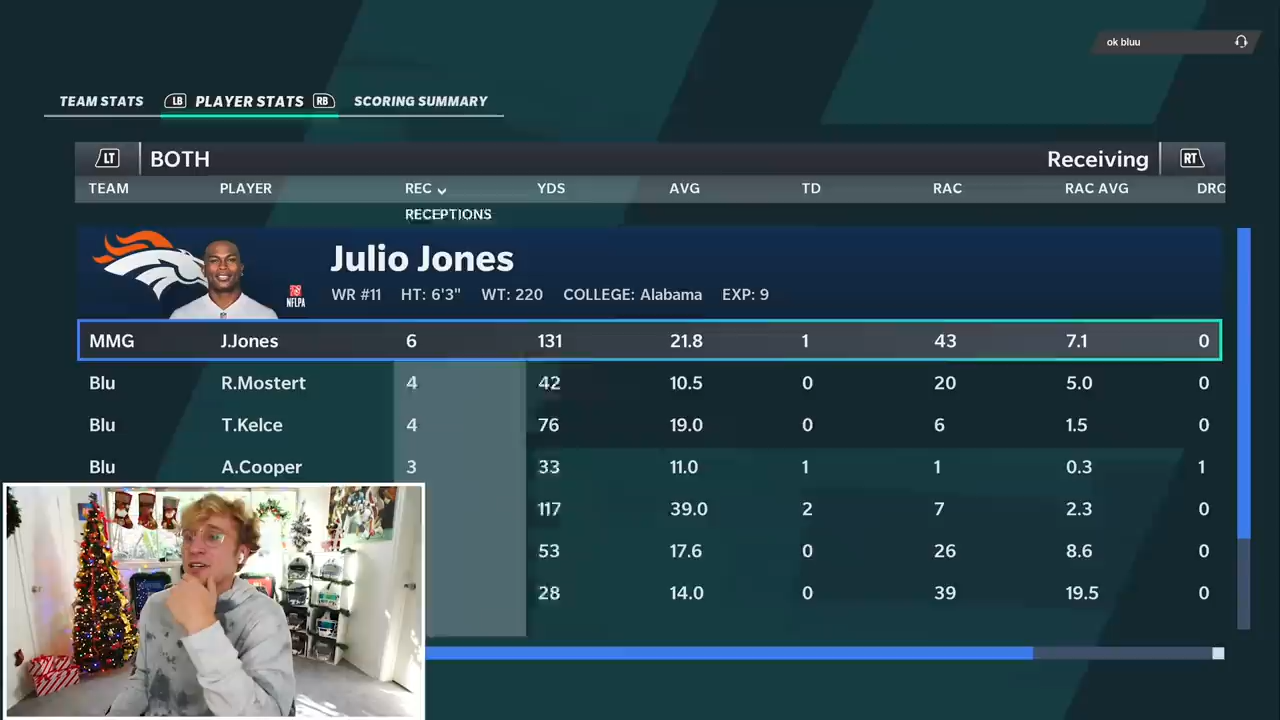 ok bluu
TEAM STATS LB PLAYER STATS RB SCORING SUMMARY
LT BOTH Receiving RT
TEAM PLAYER REC YDS AVG TD RAC RAC AVG DRC
RECEPTIONS
Julio Jones
NFLPA
WR #11 HT: 6'3" WT: 220 COLLEGE: Alabama EXP: 9
MMG J.Jones 6 131 21.8 1 43 7.1 0
Blu R.Mostert 4 42 10.5 0 20 5.0 0
Blu T.Kelce 4 76 19.0 0 6 1.5 0
Blu A.Cooper 3 33 11.0 1 1 0.3 1
117 39.0 2 7 2.3 0
53 17.6 0 26 8.6 0
28 14.0 0 39 19.5 0